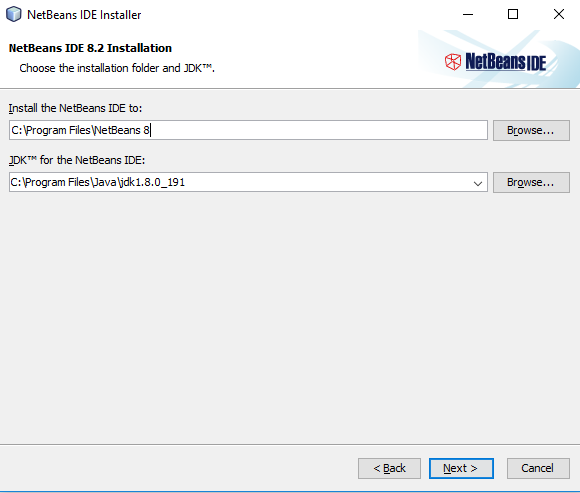 NetBeans IDE Installer
NetBeans IDE 8.2 Installation
Choose the installation folder and JDK™.
NetBeans IDE
Install the NetBeans IDE to:
C:\Program Files\NetBeans 8
Browse...
JDK™ for the NetBeans IDE:
C:\Program Files\Java\jdk1.8.0_191
Browse...
< Back
Next >
Cancel